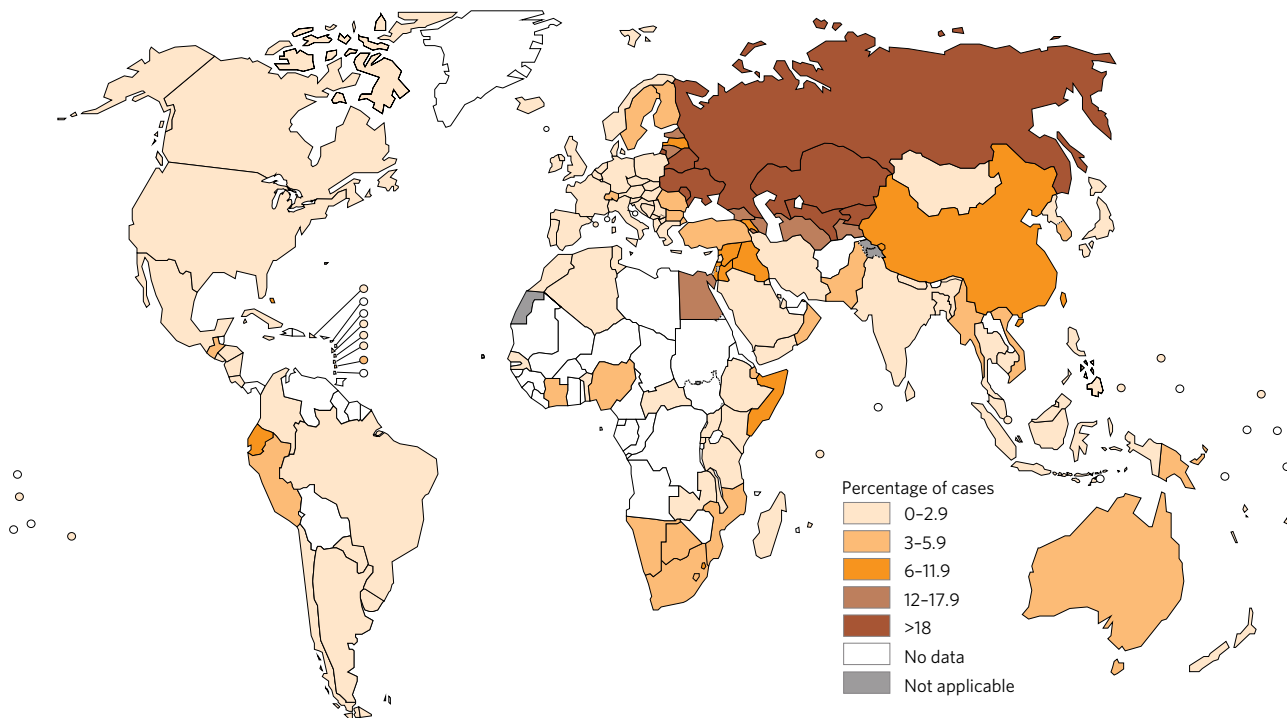 Percentage of cases
0–2.9
3–5.9
6–11.9
12–17.9
>18
No data
Not applicable